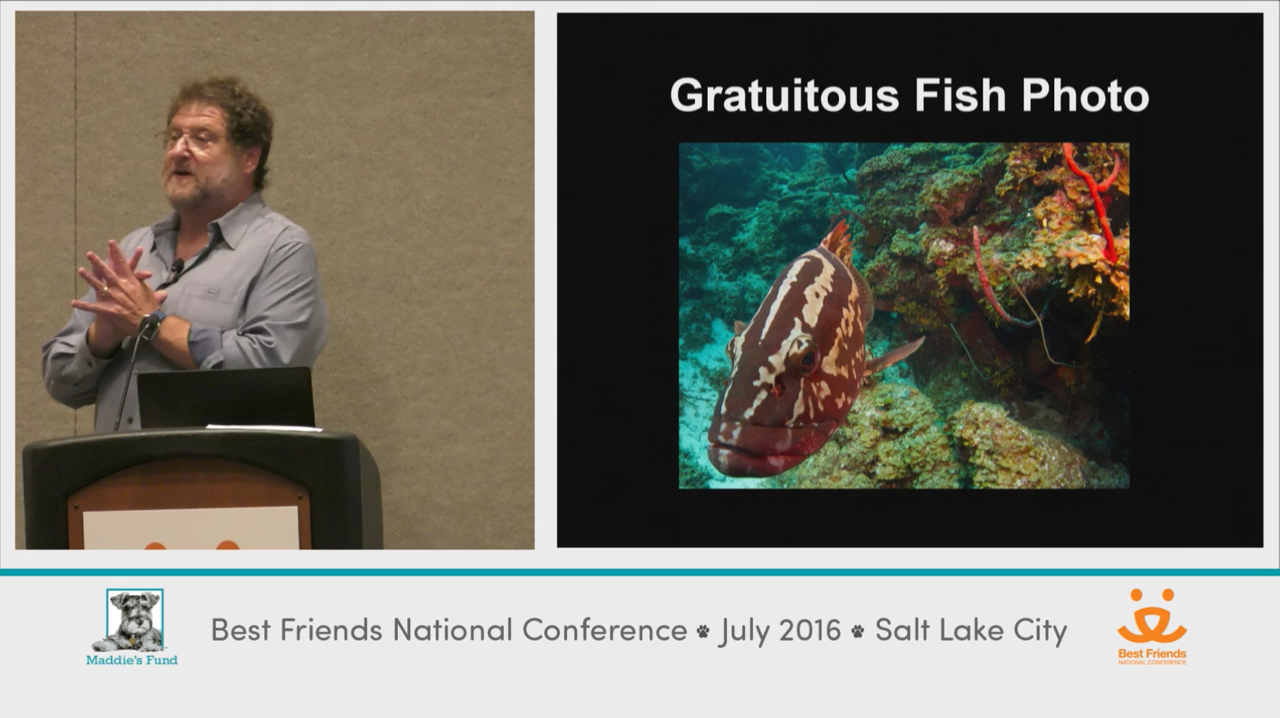 Gratuitous Fish Photo
Maddie's Fund
Best Friends National Conference July 2016 Salt Lake City
Best Friends
NATIONAL CONFERENCE